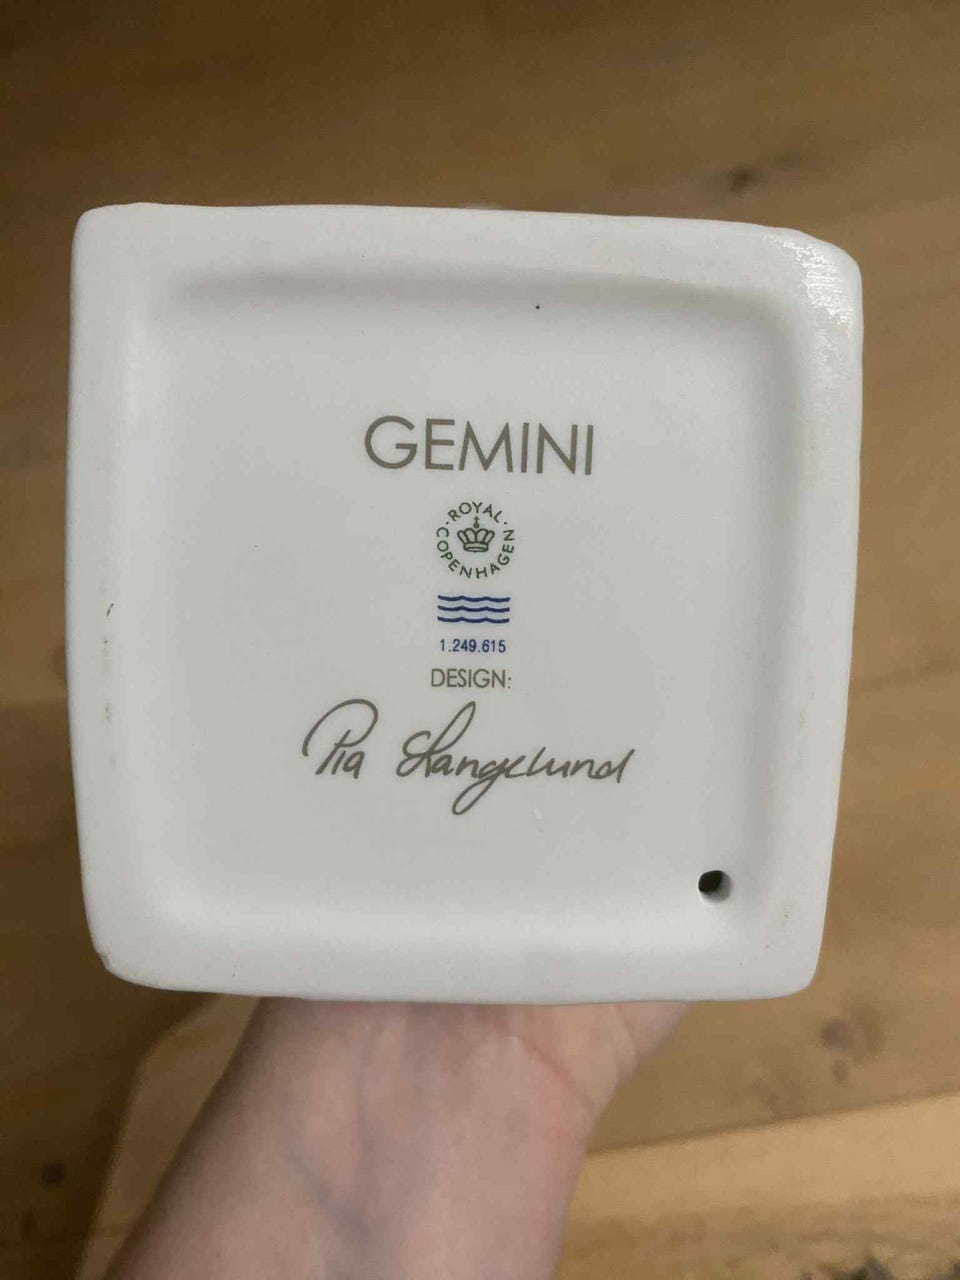 GEMINI
ROYAL COPENHAGEN
1.249.615
DESIGN:
Pia Langelund